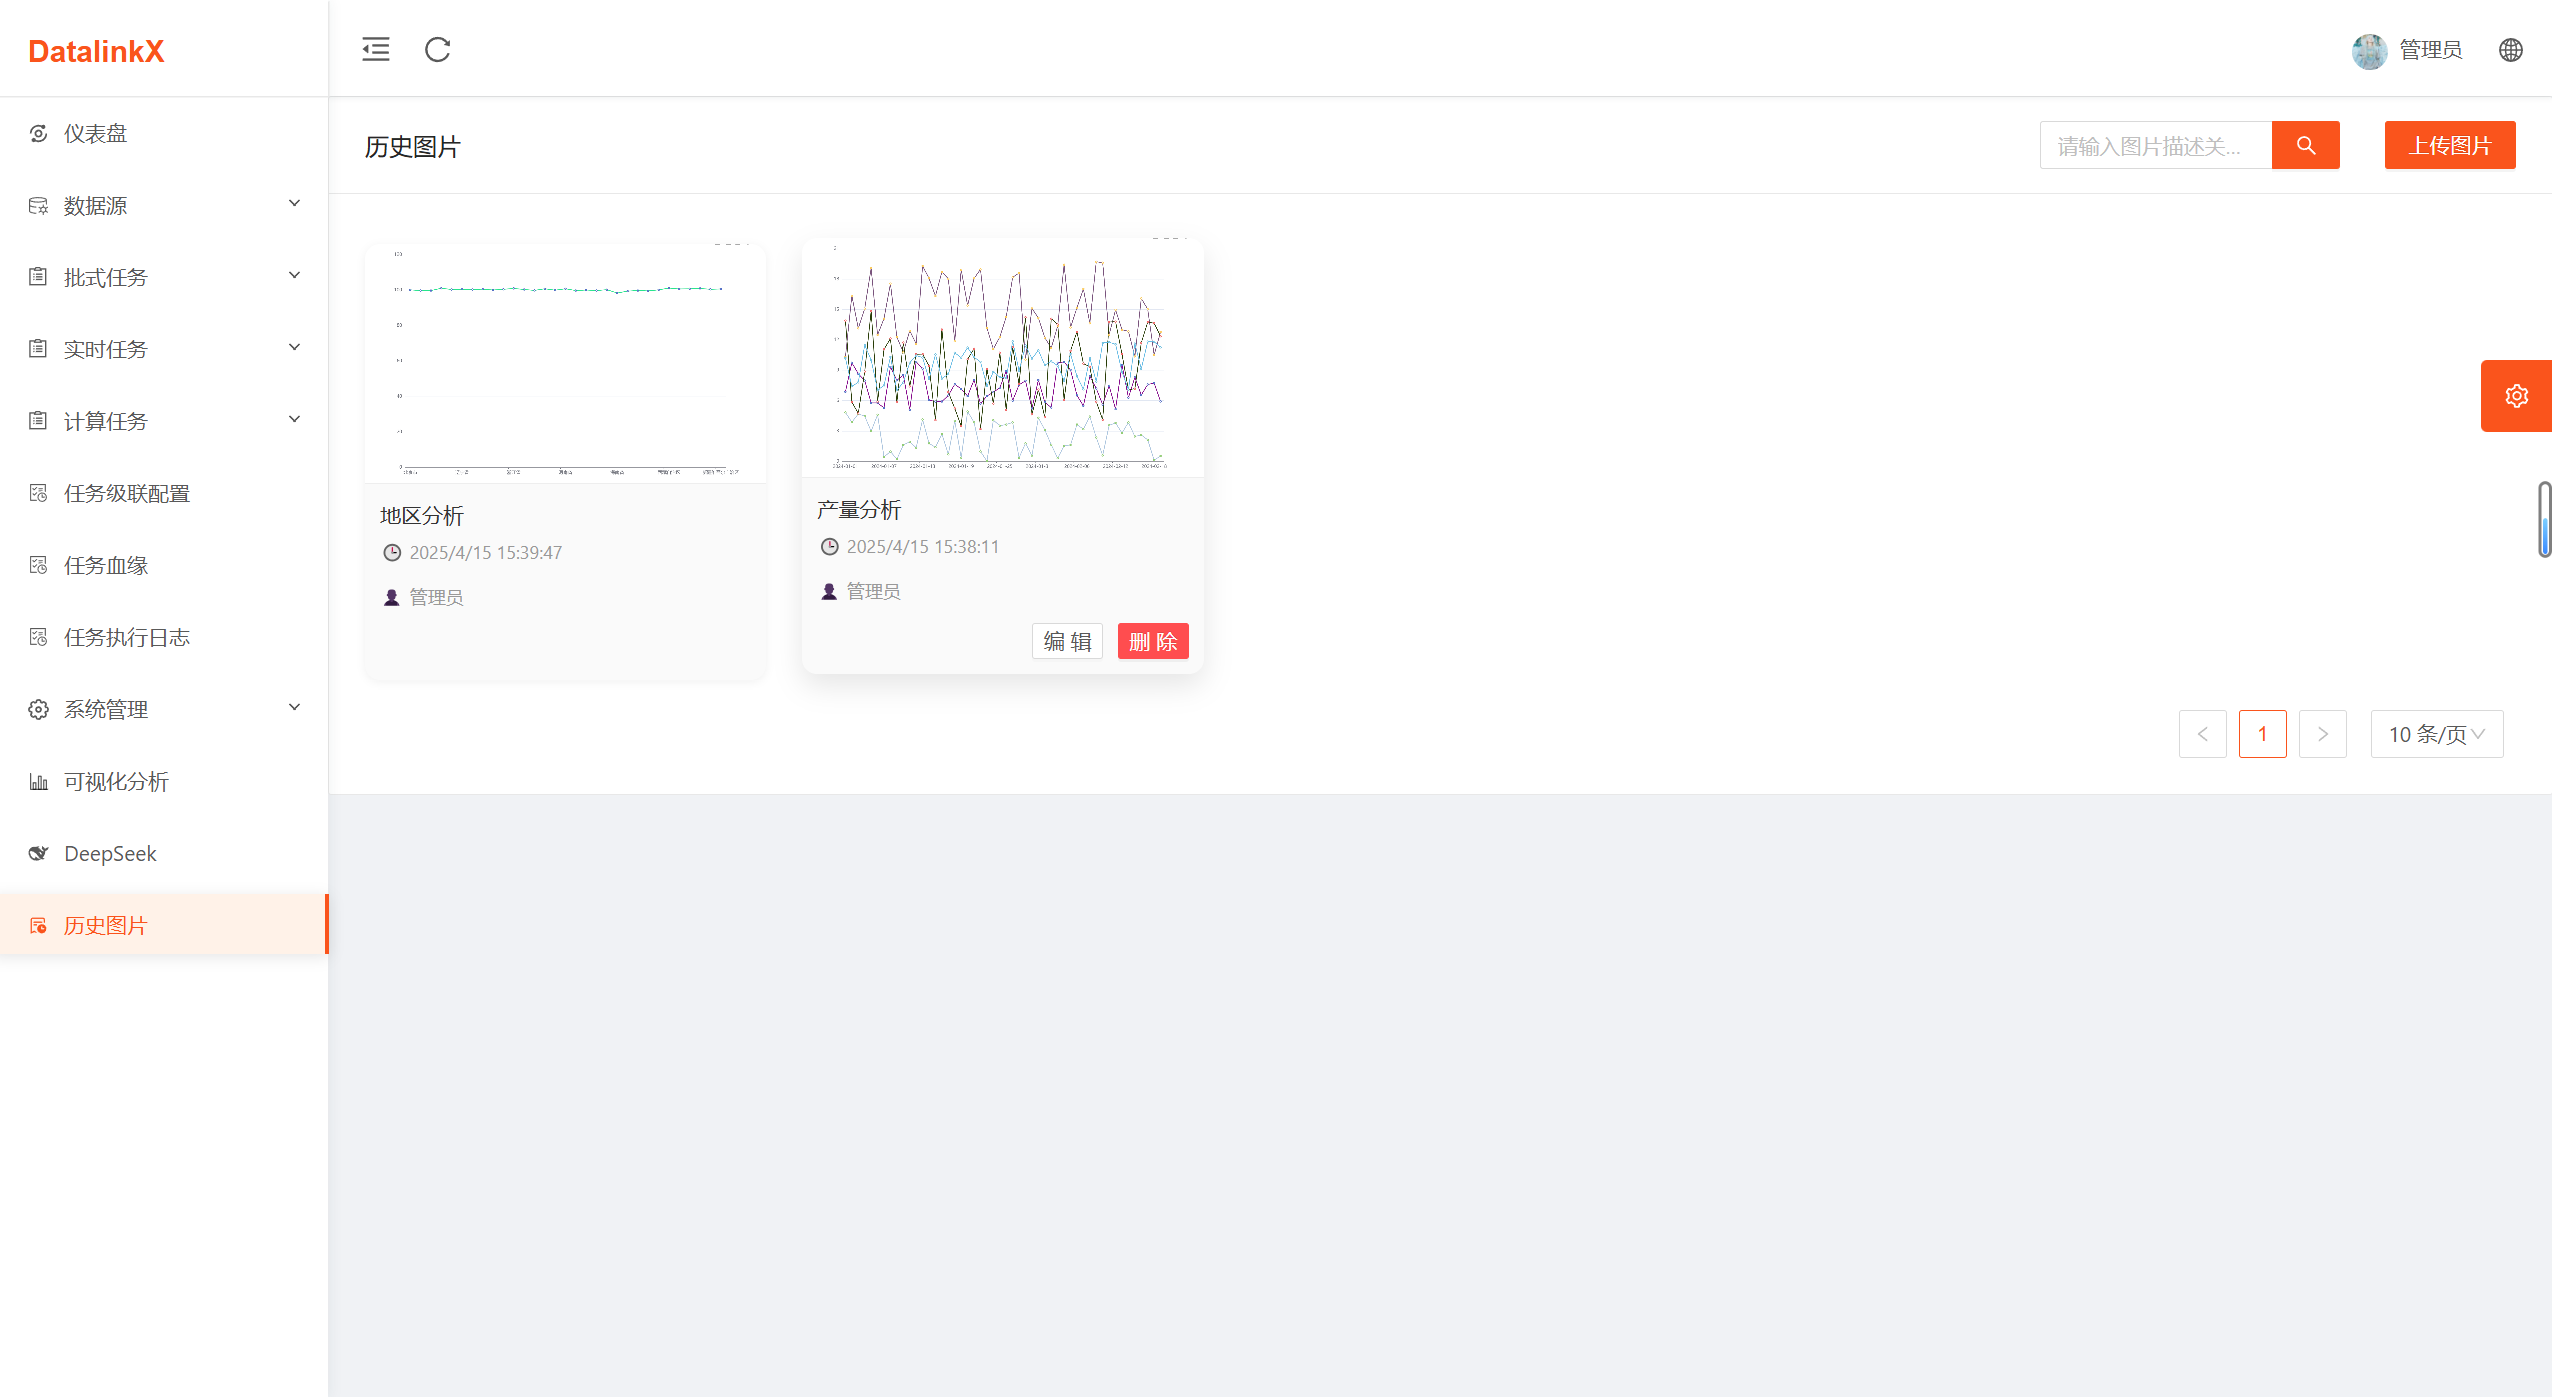 DatalinkX
管理员
仪表盘
数据源
批式任务
实时任务
计算任务
任务级联配置
任务血缘
任务执行日志
系统管理
可视化分析
DeepSeek
历史图片
历史图片
请输入图片描述关...
上传图片
地区分析
2025/4/15 15:39:47
管理员
产量分析
2025/4/15 15:38:11
管理员
编 辑
删 除
1
10 条/页